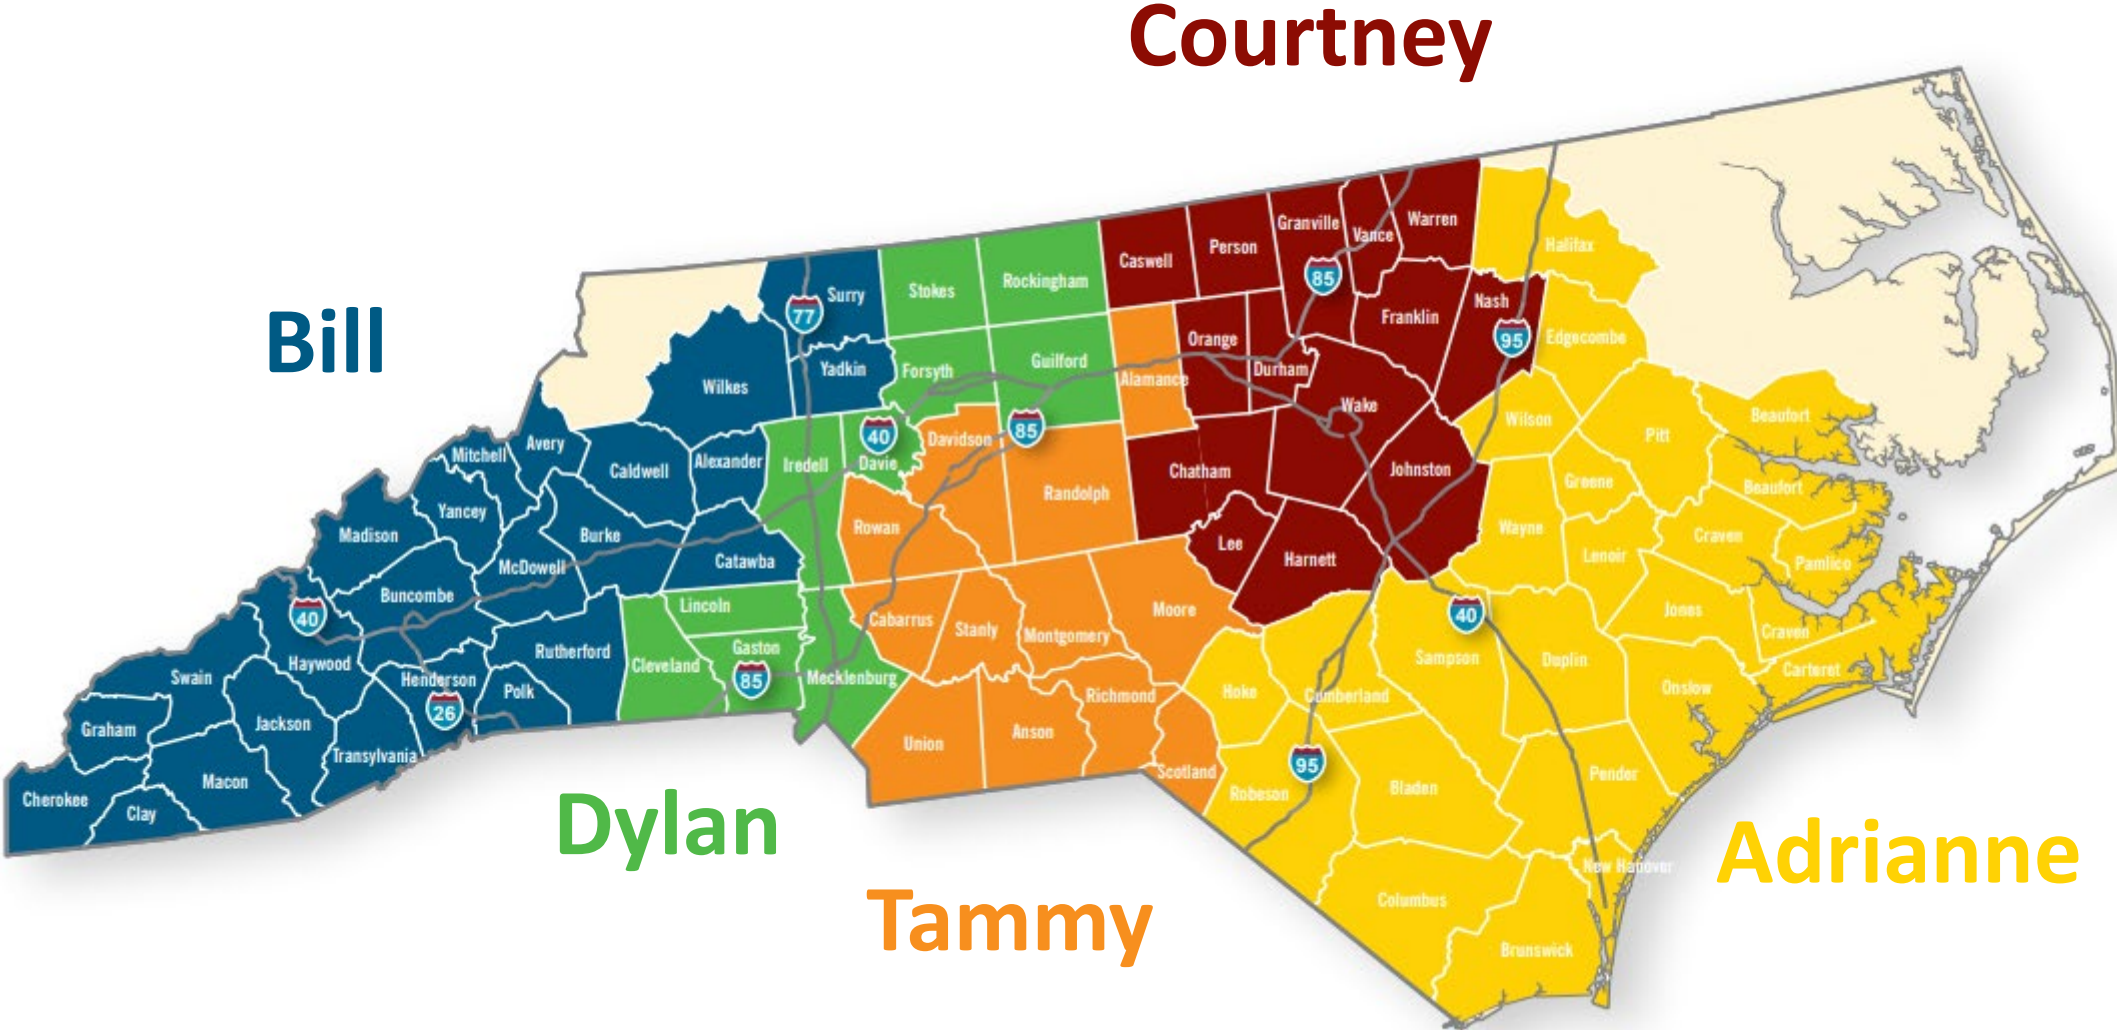 Courtney
Bill
Dylan
Tammy
Adrianne
Granville
Vance
Warren
Caswell
Person
Halifax
85
Stokes
Rockingham
Surry
77
Nash
Franklin
95
Edgecombe
Orange
Durham
Yadkin
Forsyth
Guilford
Alamance
Wilkes
Wake
Wilson
Beaufort
Pitt
40
85
Davidson
Avery
Mitchell
Caldwell
Alexander
Iredell
Davie
Chatham
Johnston
Greene
Beaufort
Randolph
Yancey
Madison
Burke
Rowan
Wayne
Craven
Lee
Harnett
Lenoir
Pamlico
McDowell
Catawba
Buncombe
Lincoln
40
Cabarrus
Stanly
Montgomery
Moore
40
Jones
Craven
Rutherford
Gaston
Cleveland
85
Mecklenburg
Haywood
Swain
Henderson
26
Polk
Richmond
Hoke
Cumberland
Sampson
Duplin
Onslow
Carteret
Graham
Jackson
Transylvania
Union
Anson
Scotland
95
Robeson
Bladen
Pender
Cherokee
Clay
Macon
New Hanover
Columbus
Brunswick